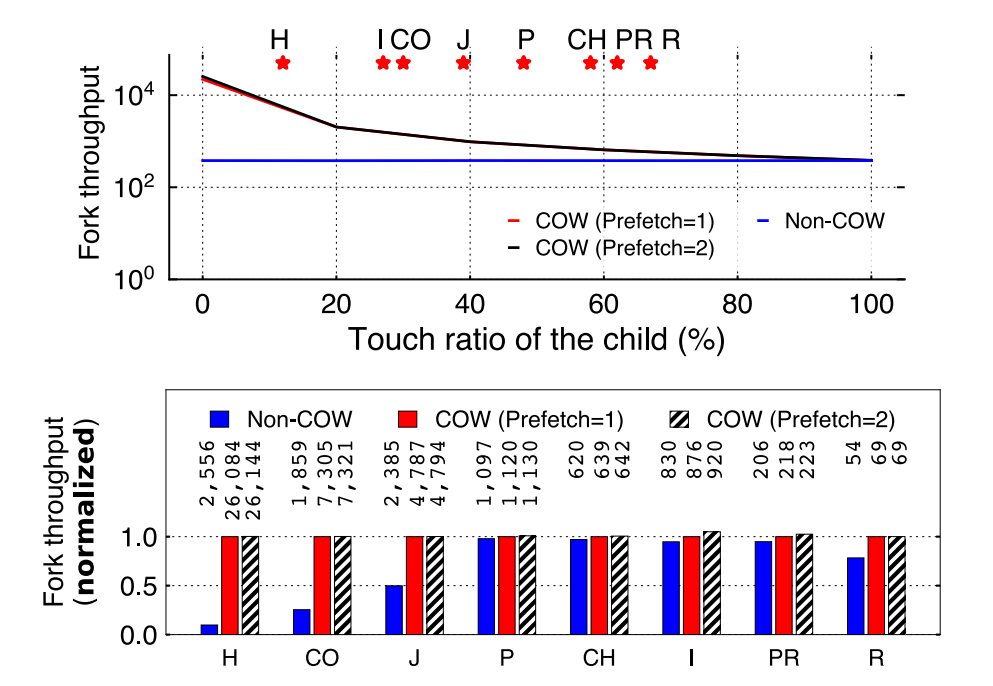 H I CO J P CH PR R
Fork throughput
10^4
10^2
10^0
COW (Prefetch=1)
Non-COW
COW (Prefetch=2)
0 20 40 60 80 100
Touch ratio of the child (%)
Fork throughput
(normalized)
Non-COW COW (Prefetch=1) COW (Prefetch=2)
2,556 26,084 26,144 1,859 7,305 7,321 2,385 4,787 4,794 1,097 1,120 1,130 620 639 642 830 876 920 206 218 223 54 69 69
1.0
0.5
0.0
H CO J P CH I PR R